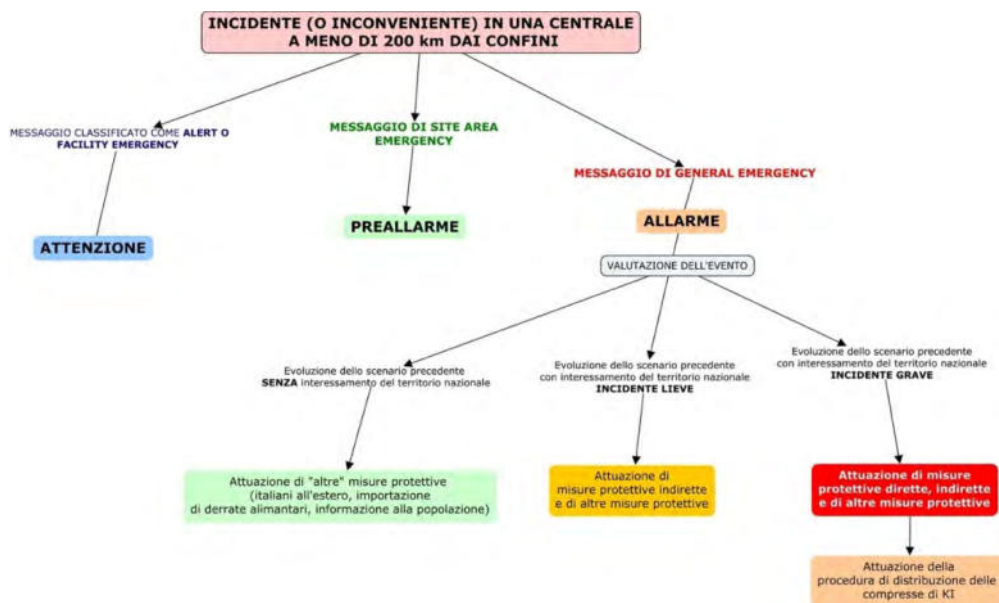 INCIDENTE (O INCONVENIENTE) IN UNA CENTRALE
A MENO DI 200 km DAI CONFINI
MESSAGGIO CLASSIFICATO COME ALERT O
FACILITY EMERGENCY
MESSAGGIO DI SITE AREA
EMERGENCY
MESSAGGIO DI GENERAL EMERGENCY
ATTENZIONE
PREALLARME
ALLARME
VALUTAZIONE DELL'EVENTO
Evoluzione dello scenario precedente
SENZA interessamento del territorio nazionale
Evoluzione dello scenario precedente
con interessamento del territorio nazionale
INCIDENTE LIEVE
Evoluzione dello scenario precedente
con interessamento del territorio nazionale
INCIDENTE GRAVE
Attuazione di "altre" misure protettive
(italiani all'estero, importazione
di derrate alimentari, informazione alla popolazione)
Attuazione di
misure protettive indirette
e di altre misure protettive
Attuazione di misure
protettive dirette, indirette
e di altre misure protettive
Attuazione della
procedura di distribuzione delle
compresse di KI